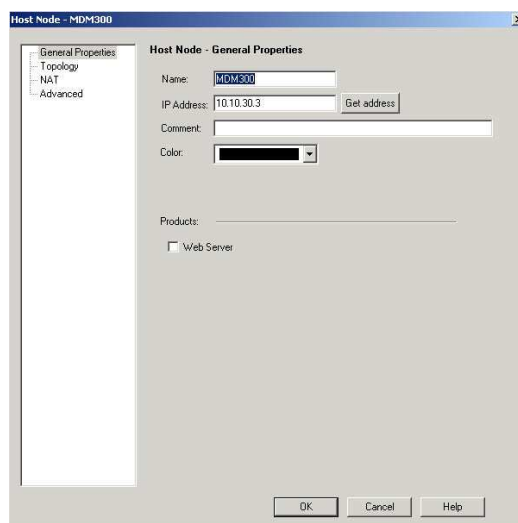 Host Node - MDM300
General Properties
Topology
NAT
Advanced
Host Node - General Properties
Name: MDM300
IP Address: 10.10.30.3 Get address
Comment:
Color:
Products:
Web Server
OK Cancel Help